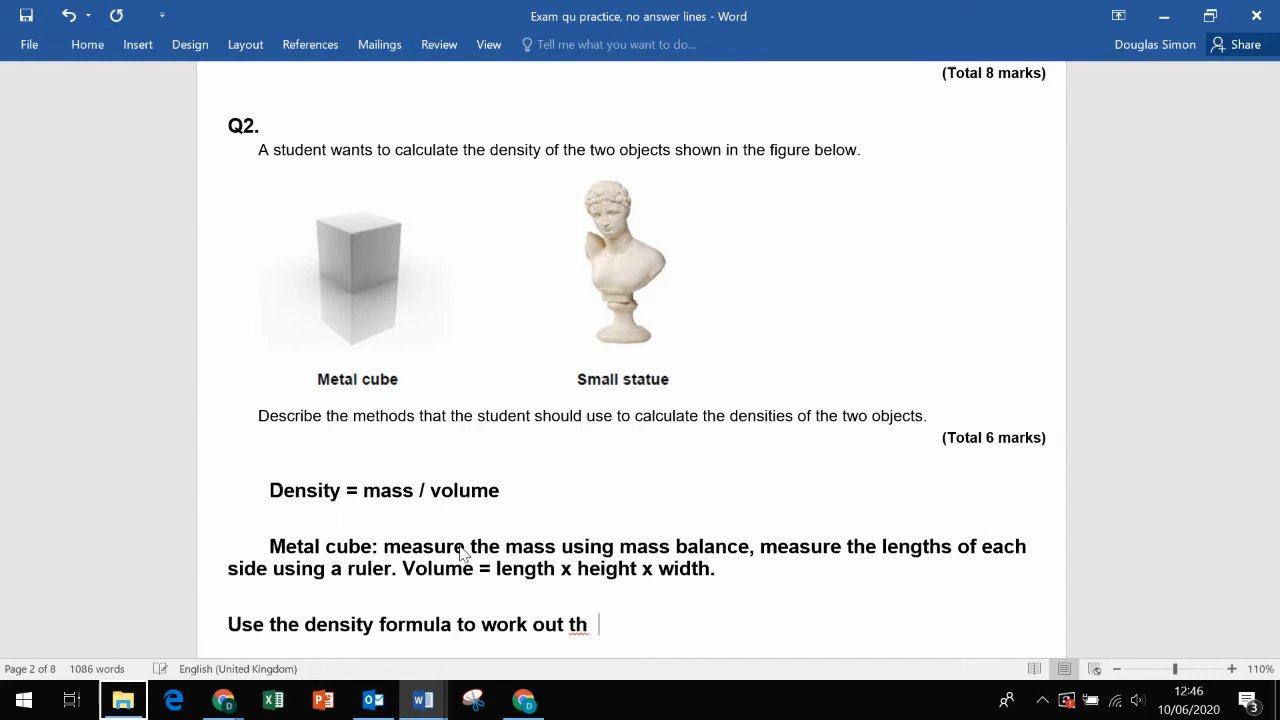 Exam qu practice, no answer lines - Word
File Home Insert Design Layout References Mailings Review View Tell me what you want to do... Douglas Simon Share
(Total 8 marks)
Q2.
A student wants to calculate the density of the two objects shown in the figure below.
Metal cube Small statue
Describe the methods that the student should use to calculate the densities of the two objects.
(Total 6 marks)
Density = mass / volume
Metal cube: measure the mass using mass balance, measure the lengths of each
side using a ruler. Volume = length x height x width.
Use the density formula to work out th
Page 2 of 8 1086 words English (United Kingdom) 110%
12:46
10/06/2020 3